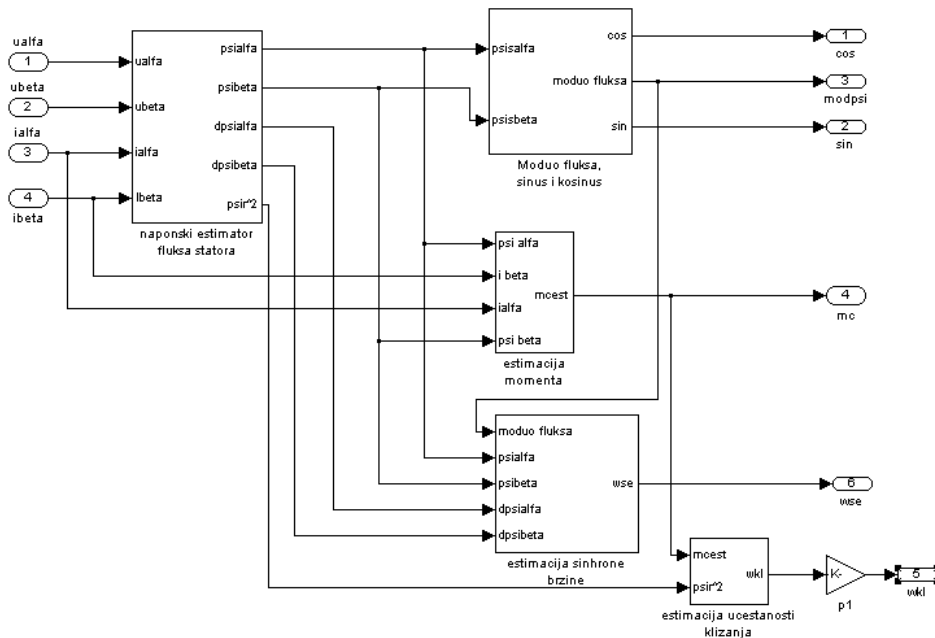 ualfa
1
ubeta
2
ialfa
3
4
ibeta
ualfa
ubeta
ialfa
Ibeta
psialfa
psibeta
dpsialfa
dpsibeta
psir^2
naponski estimator
fluksa statora
psisalfa
psisbeta
cos
moduo fluksa
sin
Moduo fluksa,
sinus i kosinus
1
cos
3
modpsi
2
sin
psi alfa
i beta
ialfa
psi beta
mcest
estimacija
momenta
4
mc
moduo fluksa
psialfa
psibeta
dpsialfa
dpsibeta
wse
estimacija sinhrone
brzine
6
wse
mcest
psir^2
wkl
estimacija ucestanosti
klizanja
K-
p1
5
wkl